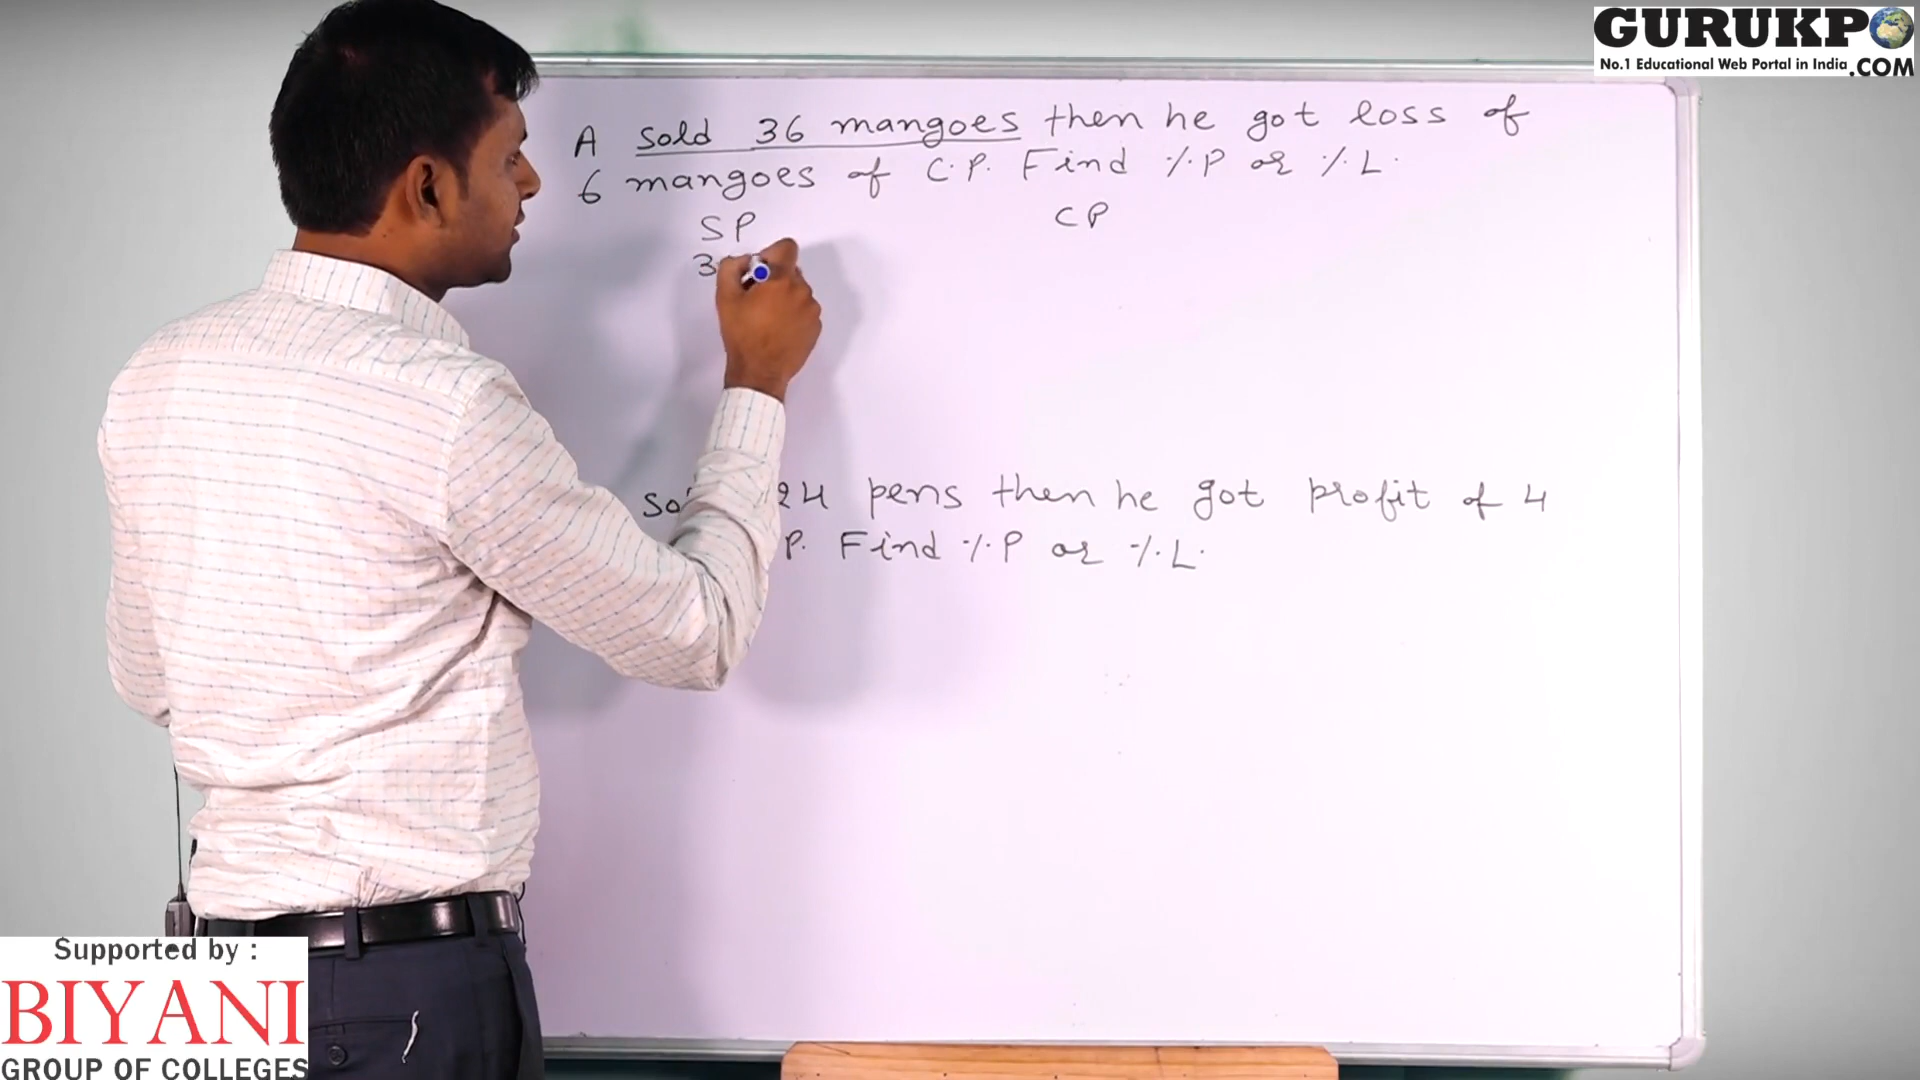 GURUKPO
No.1 Educational Web Portal in India .COM
A sold 36 mangoes then he got loss of
6 mangoes of C.P. Find %P or %L.
SP CP
3
24 pens then he got profit of 4
P. Find %P or %L.
Supported by :
BIYANI
GROUP OF COLLEGES